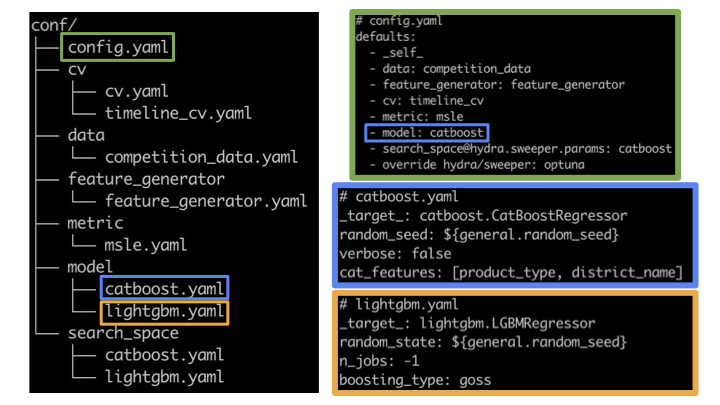 conf/
config.yaml
cv
cv.yaml
timeline_cv.yaml
data
competition_data.yaml
feature_generator
feature_generator.yaml
metric
msle.yaml
model
catboost.yaml
lightgbm.yaml
search_space
catboost.yaml
lightgbm.yaml
# config.yaml
defaults:
- _self_
- data: competition_data
- feature_generator: feature_generator
- cv: timeline_cv
- metric: msle
- model: catboost
- search_space@hydra.sweeper.params: catboost
- override hydra/sweeper: optuna
# catboost.yaml
_target_: catboost.CatBoostRegressor
random_seed: ${general.random_seed}
verbose: false
cat_features: [product_type, district_name]
# lightgbm.yaml
_target_: lightgbm.LGBMRegressor
random_state: ${general.random_seed}
n_jobs: -1
boosting_type: goss